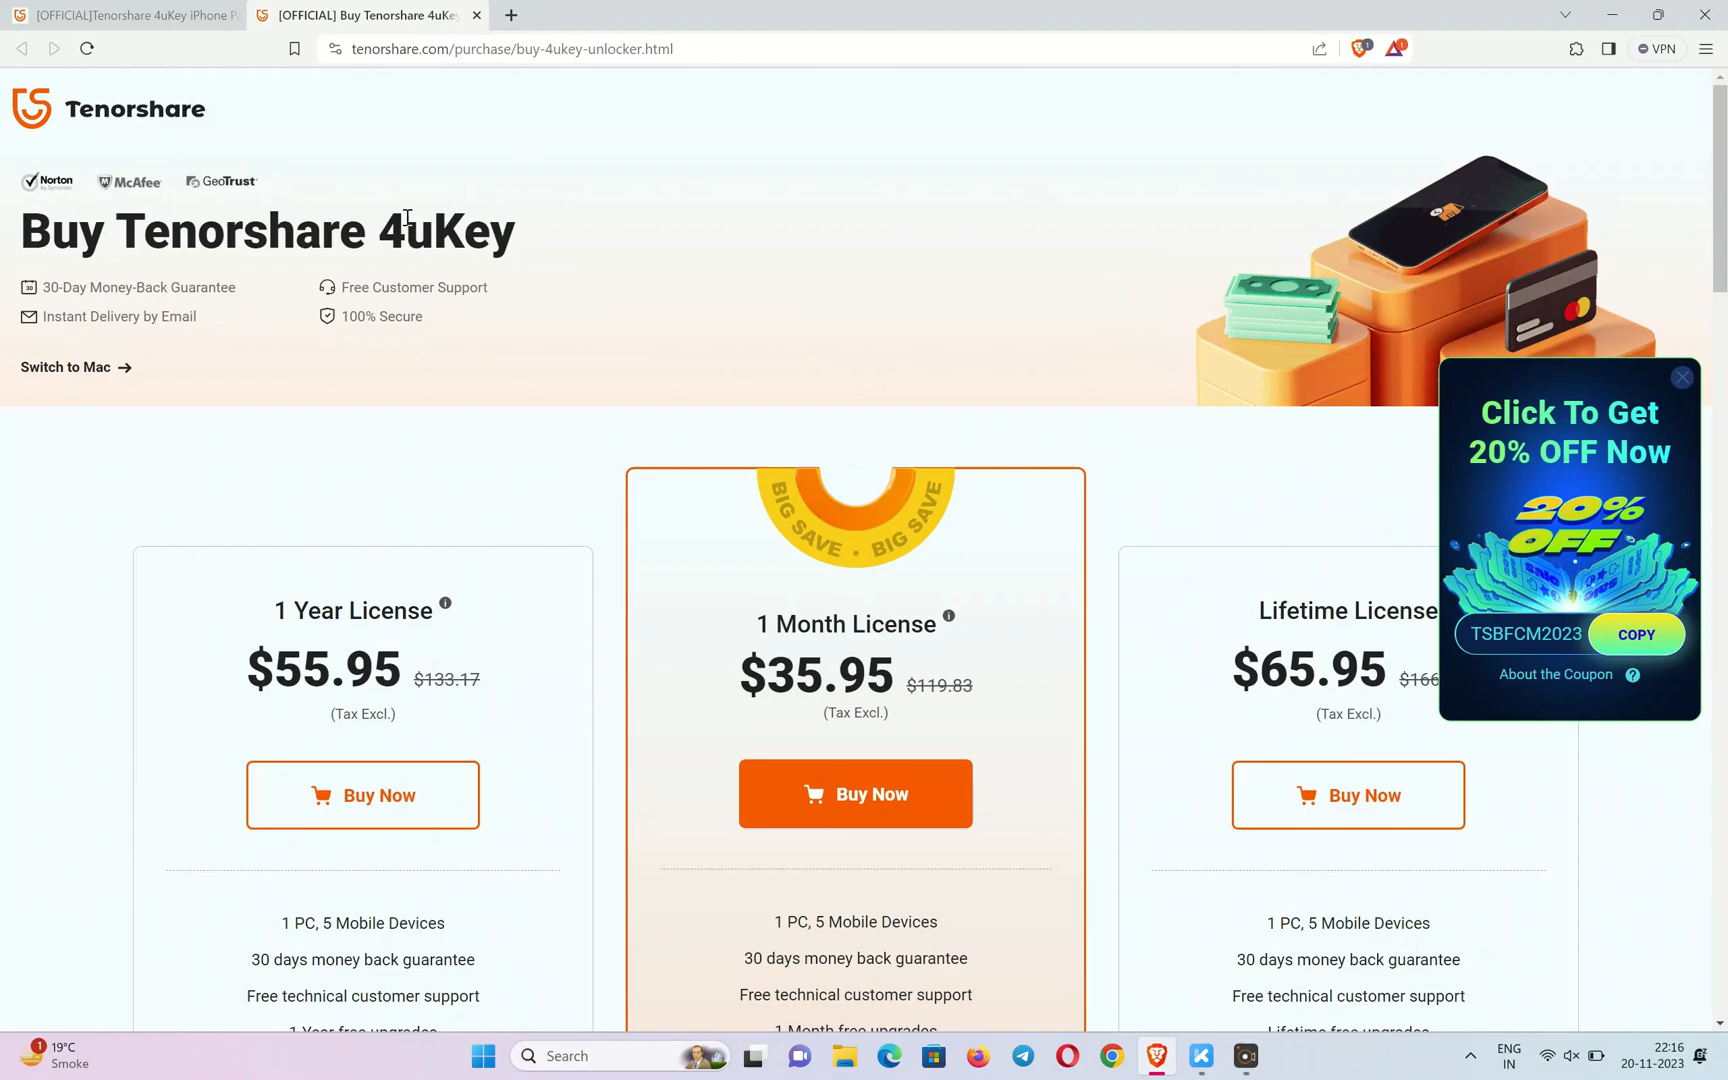 [OFFICIAL]Tenorshare 4uKey iPhone Pa
[OFFICIAL] Buy Tenorshare 4uKey
tenorshare.com/purchase/buy-4ukey-unlocker.html
1
1
VPN
Tenorshare
Norton
McAfee
GeoTrust
Buy Tenorshare 4uKey
30-Day Money-Back Guarantee
Free Customer Support
Instant Delivery by Email
100% Secure
Switch to Mac →
Click To Get
20% OFF Now
20%
OFF
TSBFCM2023
COPY
About the Coupon ?
BIG SAVE • BIG SAVE
1 Year License
$55.95 $133.17
(Tax Excl.)
Buy Now
1 PC, 5 Mobile Devices
30 days money back guarantee
Free technical customer support
1 Year free upgrades
1 Month License
$35.95 $119.83
(Tax Excl.)
Buy Now
1 PC, 5 Mobile Devices
30 days money back guarantee
Free technical customer support
1 Month free upgrades
Lifetime License
$65.95 $166
(Tax Excl.)
Buy Now
1 PC, 5 Mobile Devices
30 days money back guarantee
Free technical customer support
Lifetime free upgrades
1
19°C
Smoke
Search
ENG
IN
22:16
20-11-2023